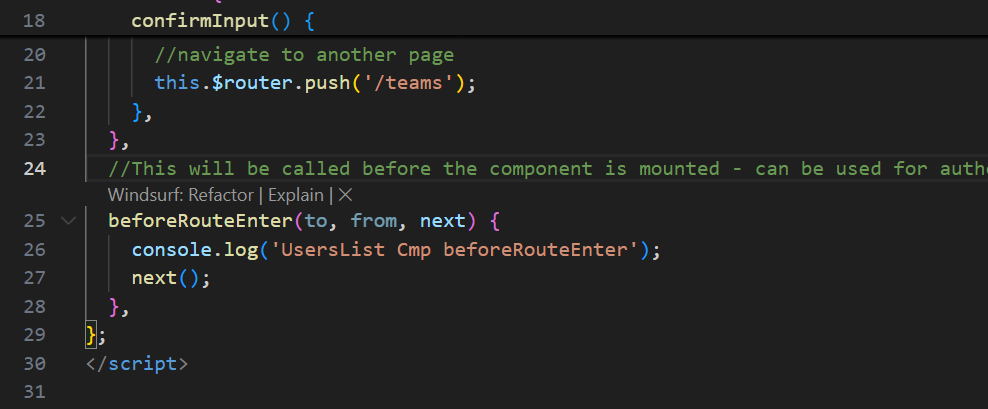 18 confirmInput() {
20 //navigate to another page
21 this.$router.push('/teams');
22 },
23 },
24 //This will be called before the component is mounted - can be used for
Windsurf: Refactor | Explain | ✕
25 beforeRouteEnter(to, from, next) {
26 console.log('UsersList Cmp beforeRouteEnter');
27 next();
28 },
29 };
30 </script>
31